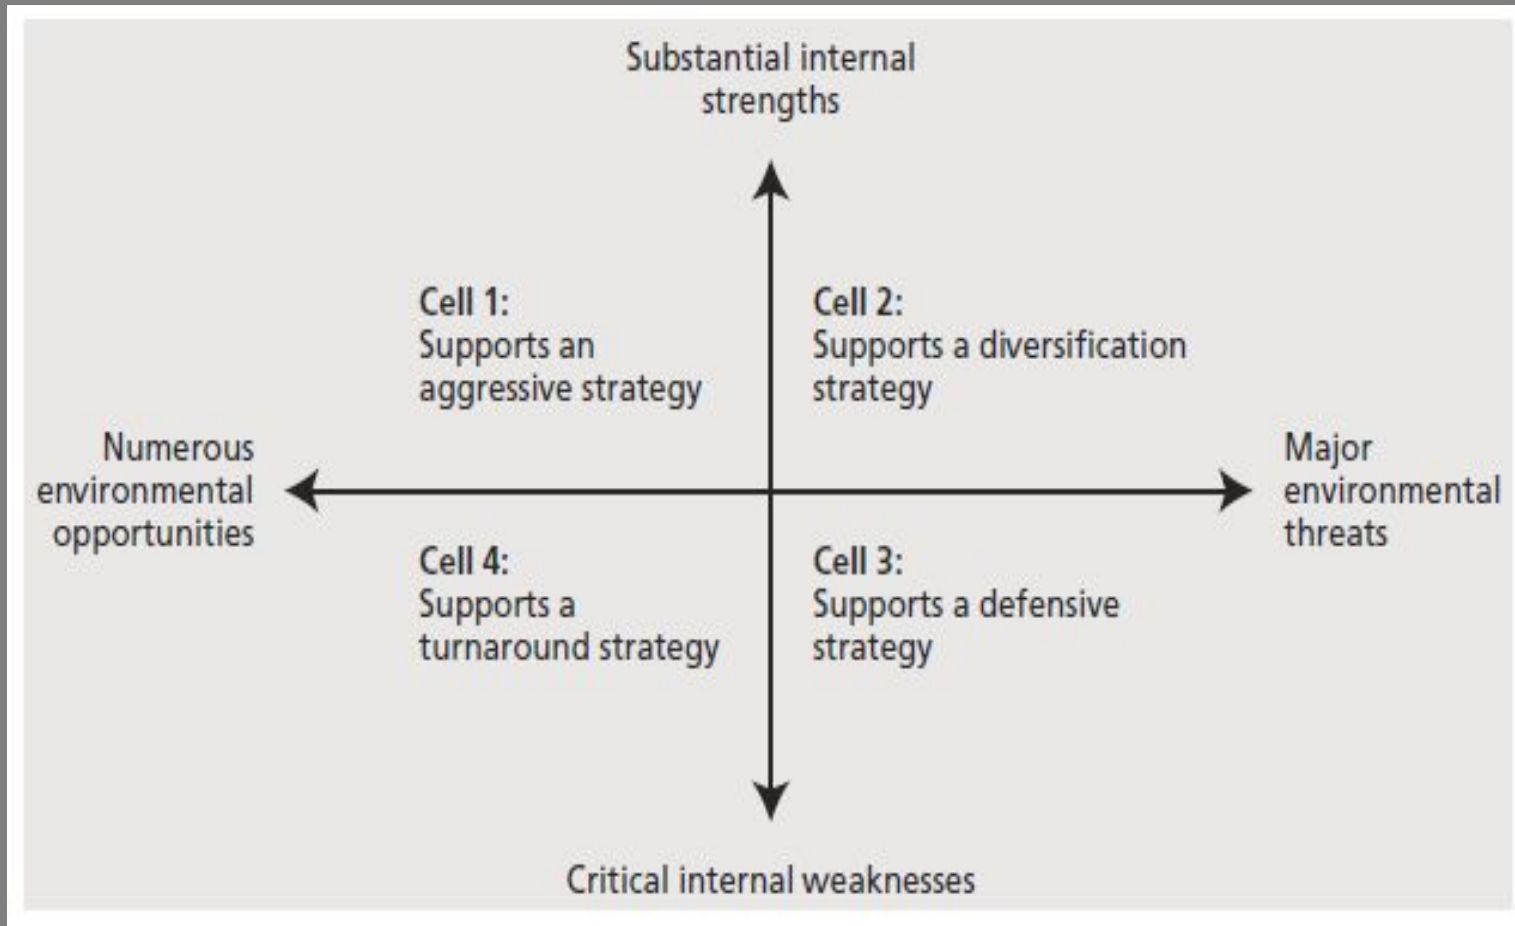 Substantial internal
strengths
Cell 1:
Supports an
aggressive strategy
Cell 2:
Supports a diversification
strategy
Numerous
environmental
opportunities
Major
environmental
threats
Cell 4:
Supports a
turnaround strategy
Cell 3:
Supports a defensive
strategy
Critical internal weaknesses